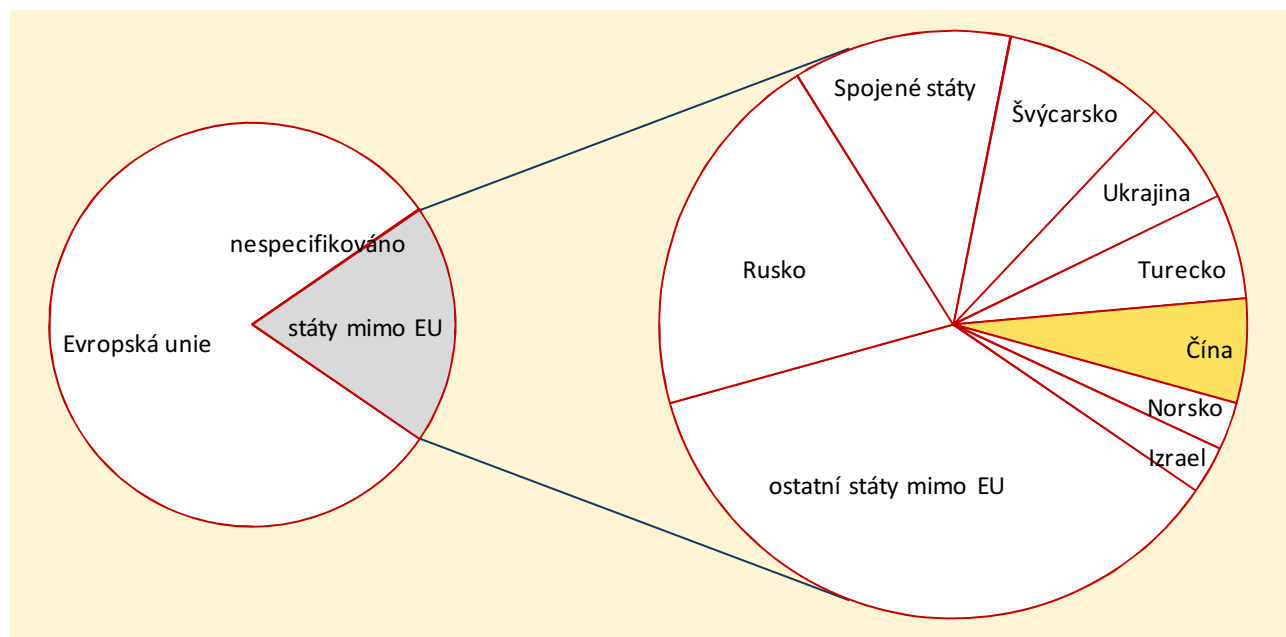 Spojené státy
Švýcarsko
Ukrajina
nespecifikováno
Rusko
Turecko
státy mimo EU
Evropská unie
Čína
Norsko
Izrael
ostatní státy mimo EU